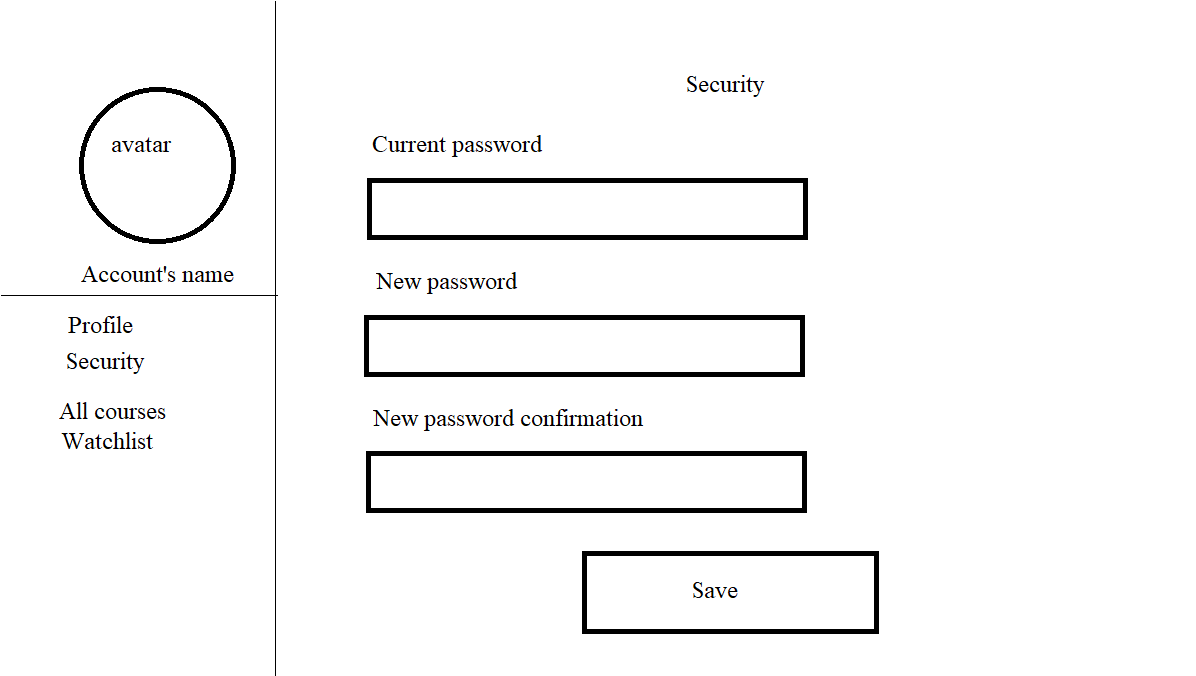 avatar
Account's name
Profile
Security
All courses
Watchlist
Security
Current password
New password
New password confirmation
Save